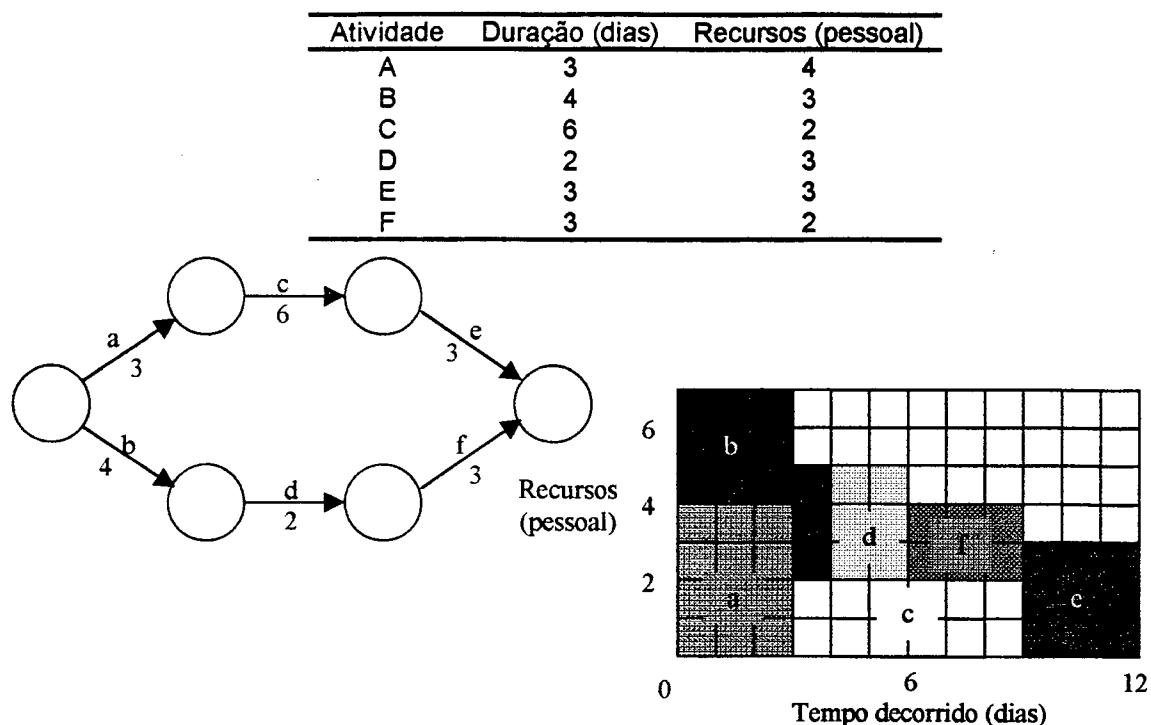 Atividade Duração (dias) Recursos (pessoal)
A 3 4
B 4 3
C 6 2
D 2 3
E 3 3
F 3 2
c
6
a
3
e
3
b
4
f
3
d
2
Recursos
(pessoal)
6
4
2
b
d
f
a
c
e
0 6 12
Tempo decorrido (dias)